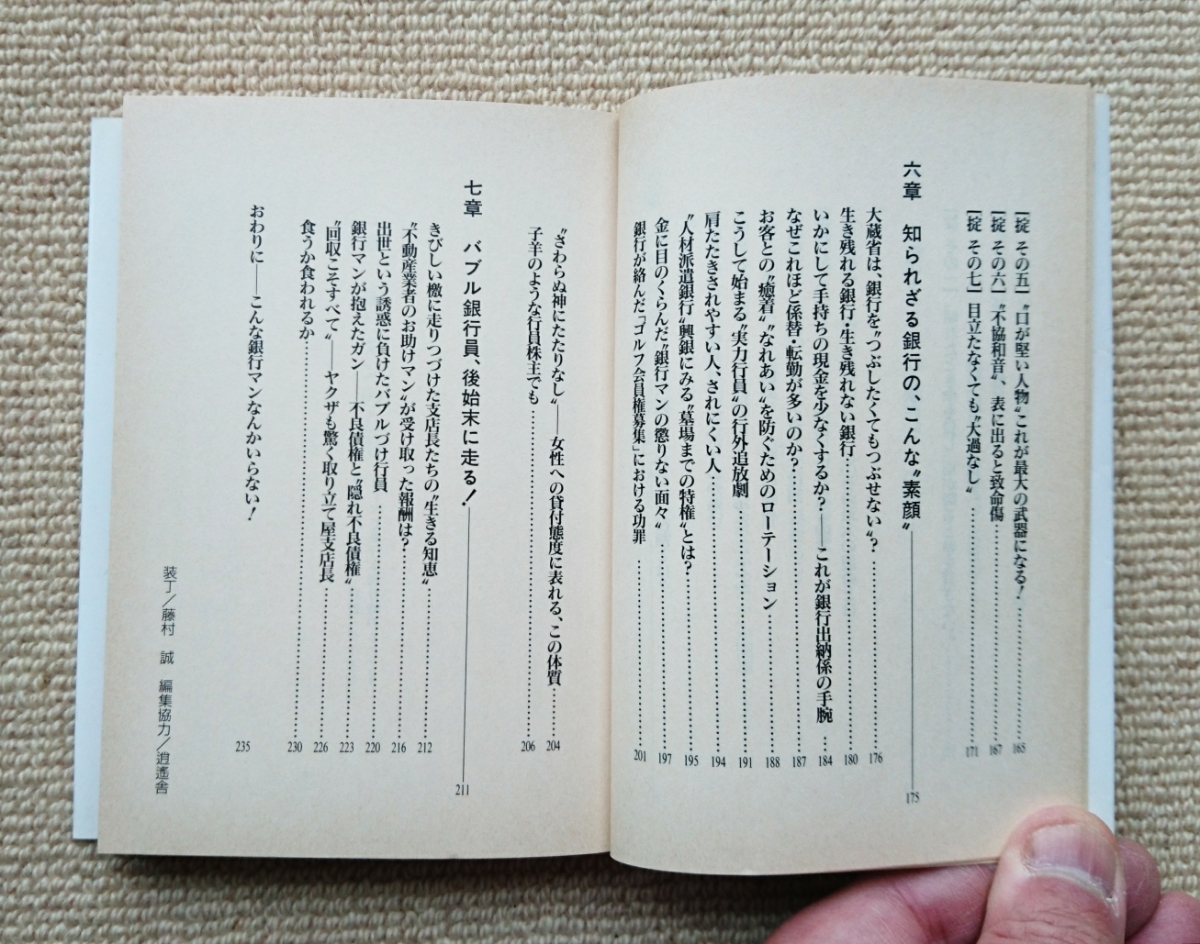 掟 その五 〝口が堅い人物〟これが最大の武器になる!……165
掟 その六 〝不協和音〟、表に出ると致命傷……167
掟 その七 目立たなくても〝大過なし〟……171
六章 知られざる銀行の、こんな〝素顔〟――175
大蔵省は、銀行を〝つぶしたくてもつぶせない〟?……176
生き残れる銀行・生き残れない銀行……180
いかにして手持ちの現金を少なくするか?――これが銀行出納係の手腕……184
なぜこれほど係替・転勤が多いのか?……187
お客との〝癒着〟〝なれあい〟を防ぐためのローテーション……188
こうして始まる〝実力行員〟の行外追放劇……191
肩たたきされやすい人、されにくい人……194
〝人材派遣銀行〟興銀にみる〝墓場までの特権〟とは?……195
金に目のくらんだ〝銀行マンの懲りない面々〟……197
銀行が絡んだ「ゴルフ会員権募集」における功罪……201
〝さわらぬ神にたたりなし〟――女性への貸付態度に表れる、この体質……204
子羊のような行員株主でも……206
七章 バブル銀行員、後始末に走る!――211
きびしい檄に走りつづけた支店長たちの〝生きる知恵〟……212
〝不動産業者のお助けマン〟が受け取った報酬は?……216
出世という誘惑に負けたバブルづけ行員……220
銀行マンが抱えたガン――不良債権と〝隠れ不良債権〟……223
〝回収こそすべて〟――ヤクザも驚く取り立て屋支店長……226
食うか食われるか……230
おわりに――こんな銀行マンなんかいらない! 235
装丁/藤村 誠 編集協力/逍遙舎